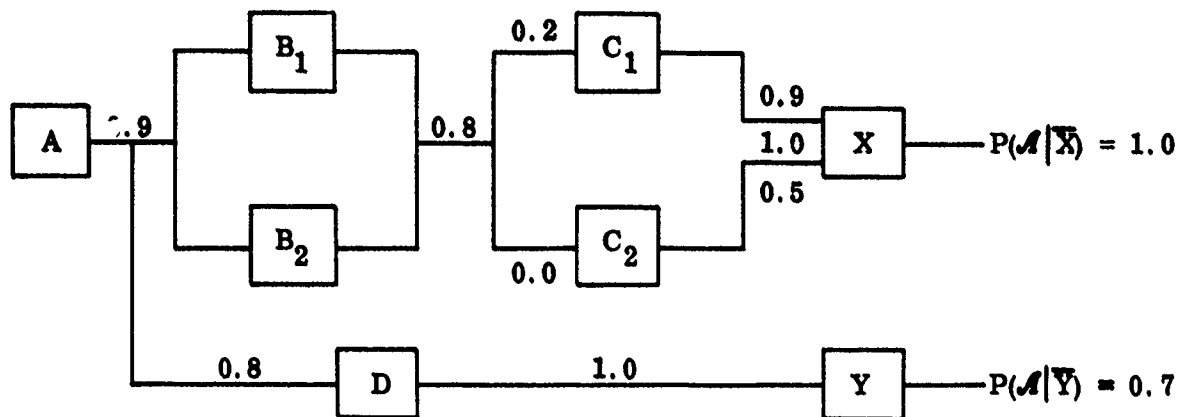 B1
0.2
C1
0.9
A
0.8
1.0
X
P(𝒜|X̅) = 1.0
0.5
B2
0.0
C2
0.8
D
1.0
Y
P(𝒜|Y̅) = 0.7